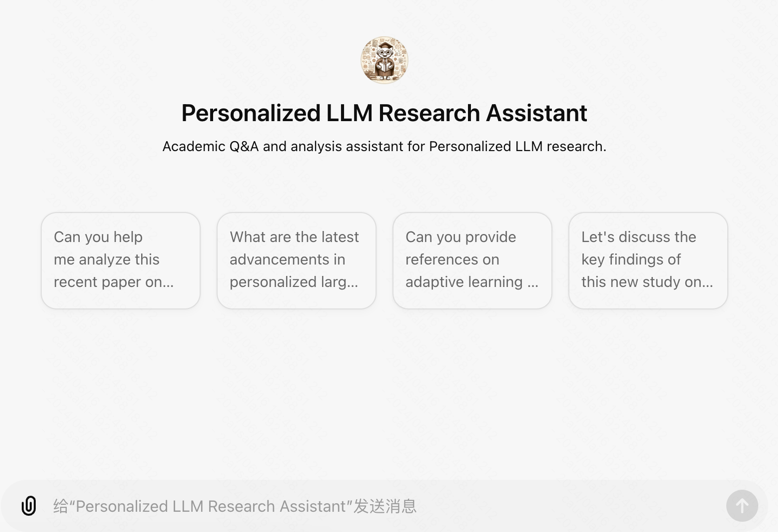 Personalized LLM Research Assistant
Academic Q&A and analysis assistant for Personalized LLM research.
Can you help
me analyze this
recent paper on...
What are the latest
advancements in
personalized larg...
Can you provide
references on
adaptive learning ...
Let's discuss the
key findings of
this new study on...
给“Personalized LLM Research Assistant”发送消息